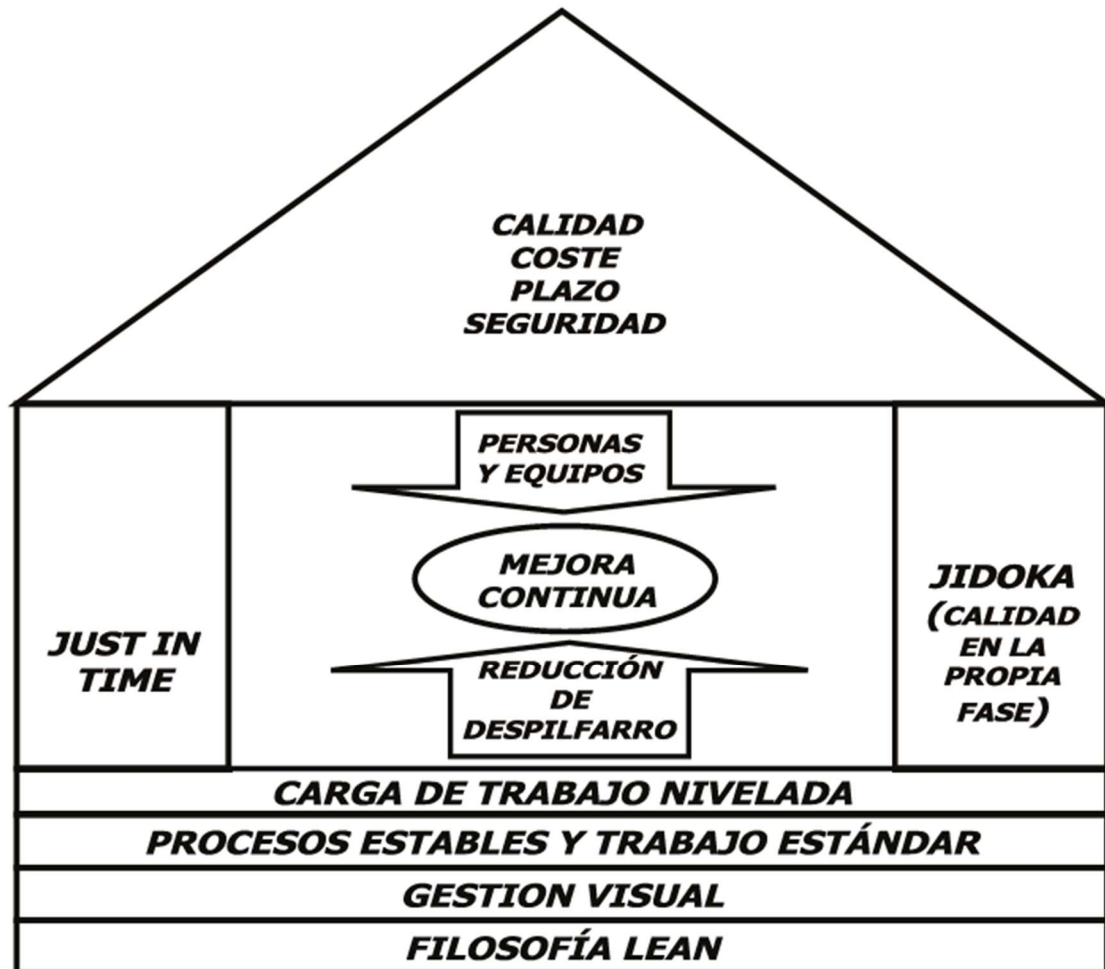 CALIDAD
COSTE
PLAZO
SEGURIDAD
PERSONAS
Y EQUIPOS
MEJORA
CONTINUA
REDUCCIÓN
DE
DESPILFARRO
JUST IN
TIME
JIDOKA
(CALIDAD
EN LA
PROPIA
FASE)
CARGA DE TRABAJO NIVELADA
PROCESOS ESTABLES Y TRABAJO ESTÁNDAR
GESTION VISUAL
FILOSOFÍA LEAN